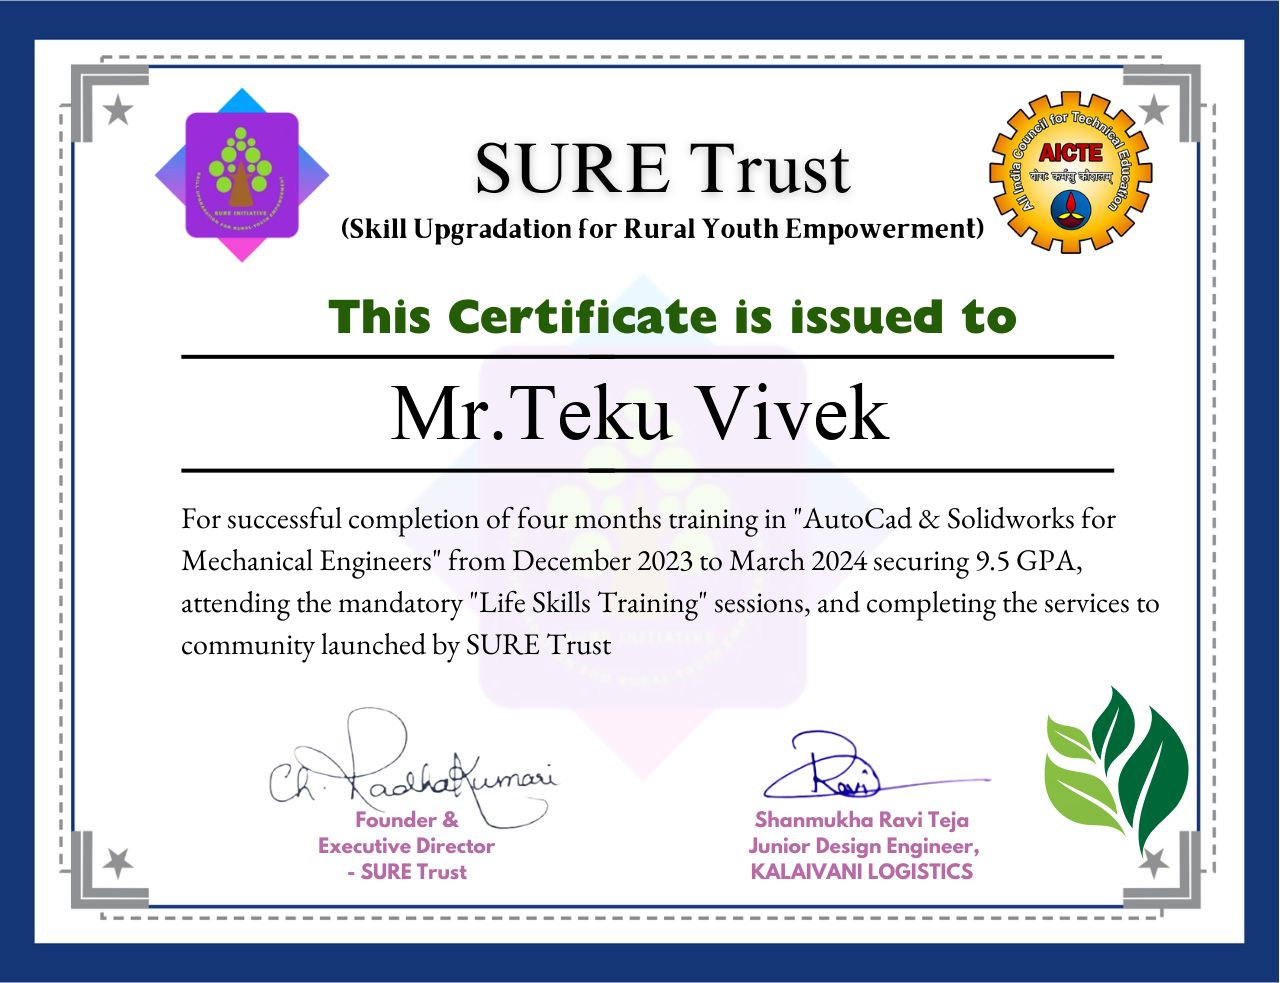 SURE Trust
(Skill Upgradation for Rural Youth Empowerment)
SURE INITIATIVE
SKILL UPGRADATION FOR RURAL YOUTH EMPOWERMENT
All India Council for Technical Education
AICTE
योगः कर्मसु कौशलम्
This Certificate is issued to
Mr.Teku Vivek
For successful completion of four months training in "AutoCad & Solidworks for
Mechanical Engineers" from December 2023 to March 2024 securing 9.5 GPA,
attending the mandatory "Life Skills Training" sessions, and completing the services to
community launched by SURE Trust
Ch. RadhaKumari
Founder &
Executive Director
- SURE Trust
Ravi
Shanmukha Ravi Teja
Junior Design Engineer,
KALAIVANI LOGISTICS